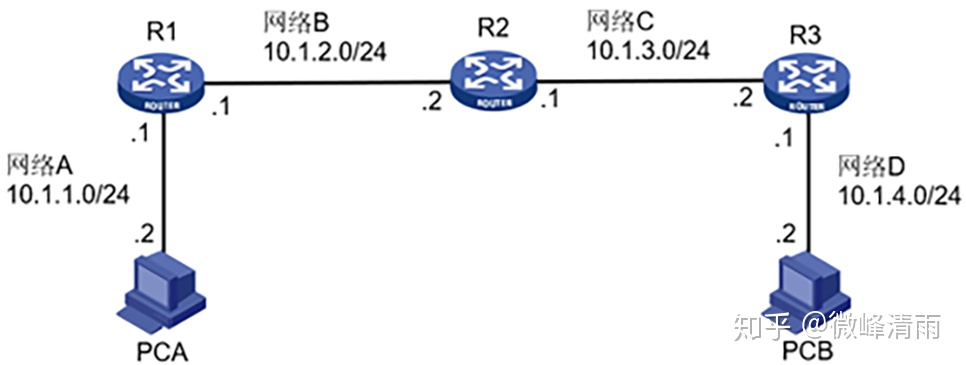 网络B
10.1.2.0/24
网络C
10.1.3.0/24
R1
R2
R3
ROUTER
ROUTER
ROUTER
.1
.2
.1
.2
.1
.1
网络A
10.1.1.0/24
网络D
10.1.4.0/24
.2
.2
PCA
PCB
知乎 @微峰清雨